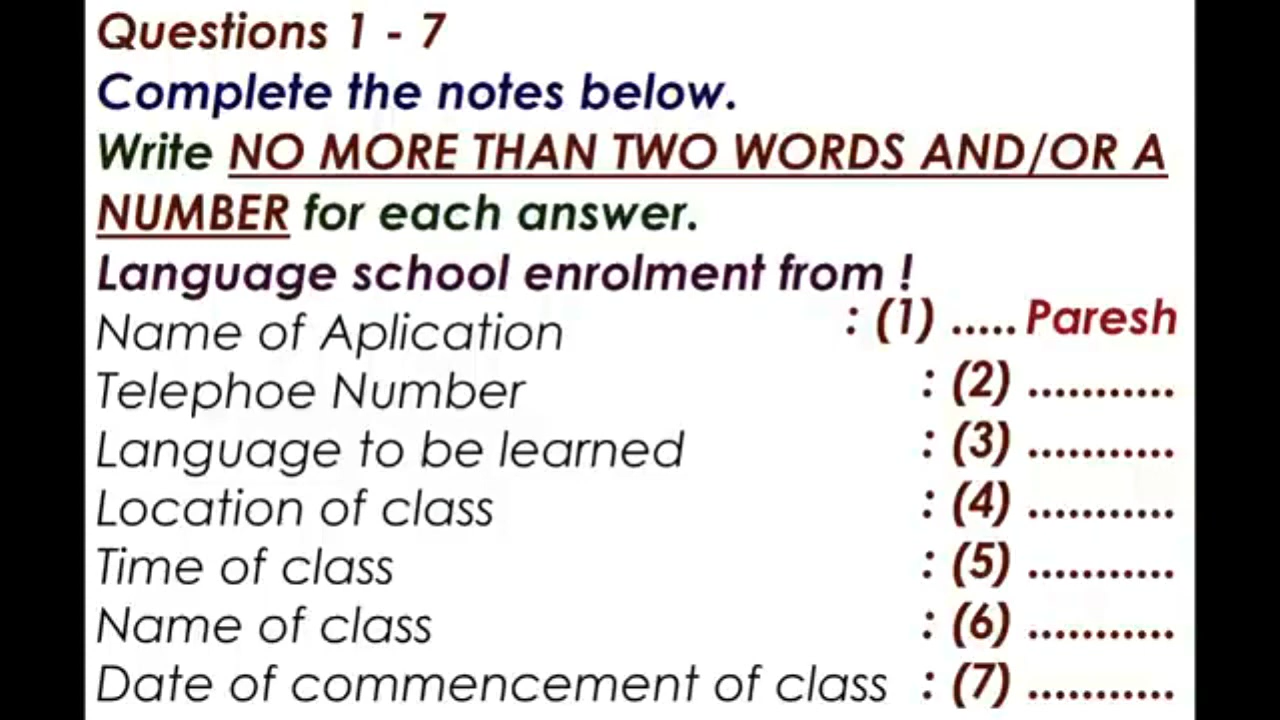 Questions 1 - 7
Complete the notes below.
Write NO MORE THAN TWO WORDS AND/OR A
NUMBER for each answer.
Language school enrolment from !
Name of Aplication : (1) ..... Paresh
Telephoe Number : (2) ...........
Language to be learned : (3) ...........
Location of class : (4) ...........
Time of class : (5) ...........
Name of class : (6) ...........
Date of commencement of class : (7) ...........